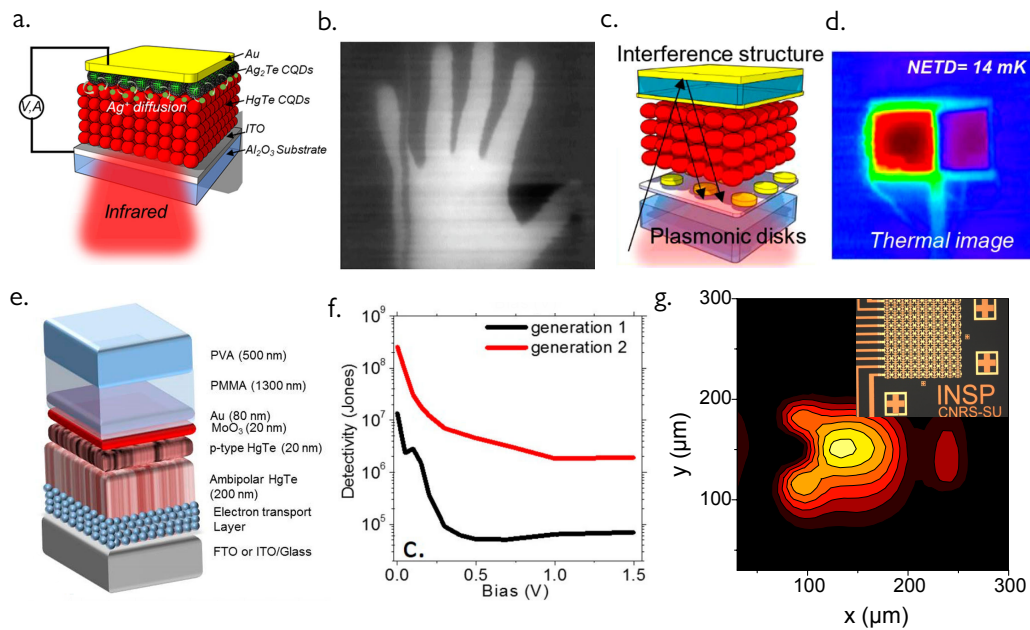 a.
Au
Ag2Te CQDs
Ag+ diffusion
HgTe CQDs
V,A
ITO
Al2O3 Substrate
Infrared
b.
c.
Interference structure
Plasmonic disks
d.
NETD= 14 mK
Thermal image
e.
PVA (500 nm)
PMMA (1300 nm)
Au (80 nm)
MoO3 (20 nm)
p-type HgTe (20 nm)
Ambipolar HgTe
(200 nm)
Electron transport
Layer
FTO or ITO/Glass
f.
generation 1
generation 2
10^9
10^8
10^7
10^6
10^5
Detectivity (Jones)
c.
0.0 0.5 1.0 1.5
Bias (V)
g.
300
200
100
y (µm)
INSP
CNRS-SU
100 200 300
x (µm)